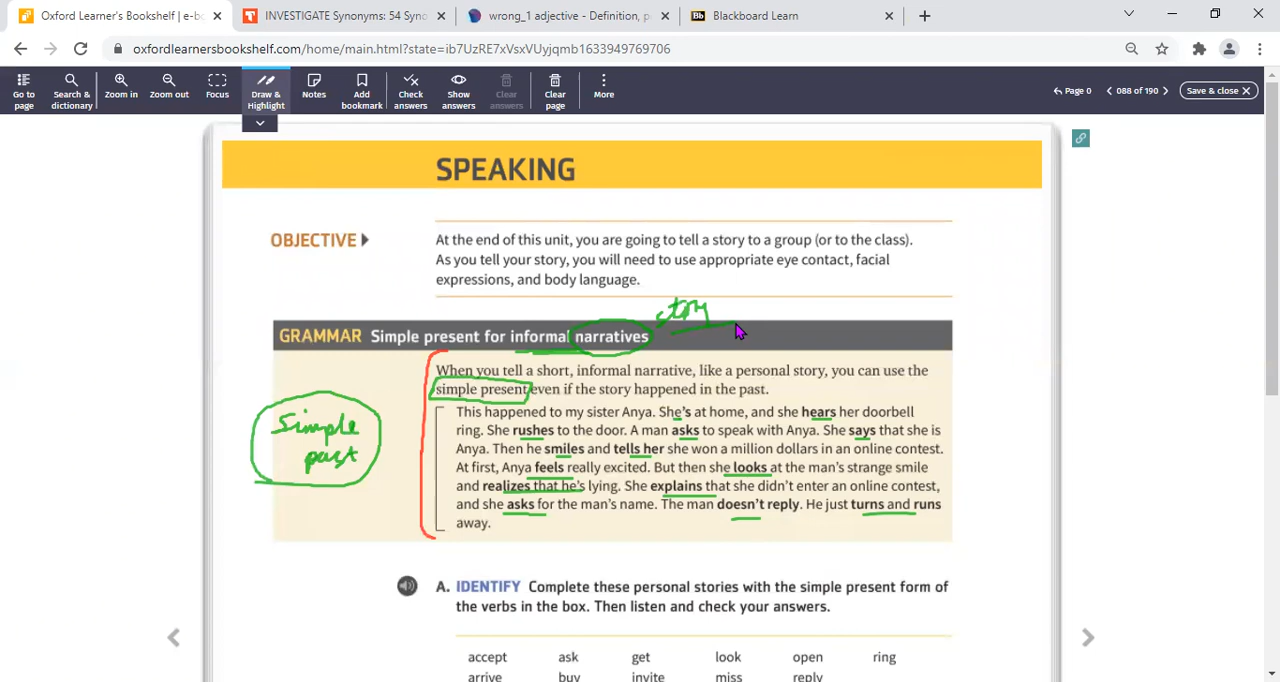 Oxford Learner's Bookshelf | e-b
INVESTIGATE Synonyms: 54 Syno
wrong_1 adjective - Definition, p
Blackboard Learn
oxfordlearnersbookshelf.com/home/main.html?state=ib7UzRE7xVsxVUyjqmb1633949769706
Go to page
Search & dictionary
Zoom in
Zoom out
Focus
Draw & Highlight
Notes
Add bookmark
Check answers
Show answers
Clear answers
Clear page
More
Page 0
088 of 190
Save & close
SPEAKING
OBJECTIVE
At the end of this unit, you are going to tell a story to a group (or to the class).
As you tell your story, you will need to use appropriate eye contact, facial
expressions, and body language.
story
GRAMMAR Simple present for informal narratives
When you tell a short, informal narrative, like a personal story, you can use the
simple present even if the story happened in the past.
Simple
past
This happened to my sister Anya. She's at home, and she hears her doorbell
ring. She rushes to the door. A man asks to speak with Anya. She says that she is
Anya. Then he smiles and tells her she won a million dollars in an online contest.
At first, Anya feels really excited. But then she looks at the man's strange smile
and realizes that he's lying. She explains that she didn't enter an online contest,
and she asks for the man's name. The man doesn't reply. He just turns and runs
away.
A. IDENTIFY Complete these personal stories with the simple present form of
the verbs in the box. Then listen and check your answers.
accept ask get look open ring
arrive buy invite miss reply